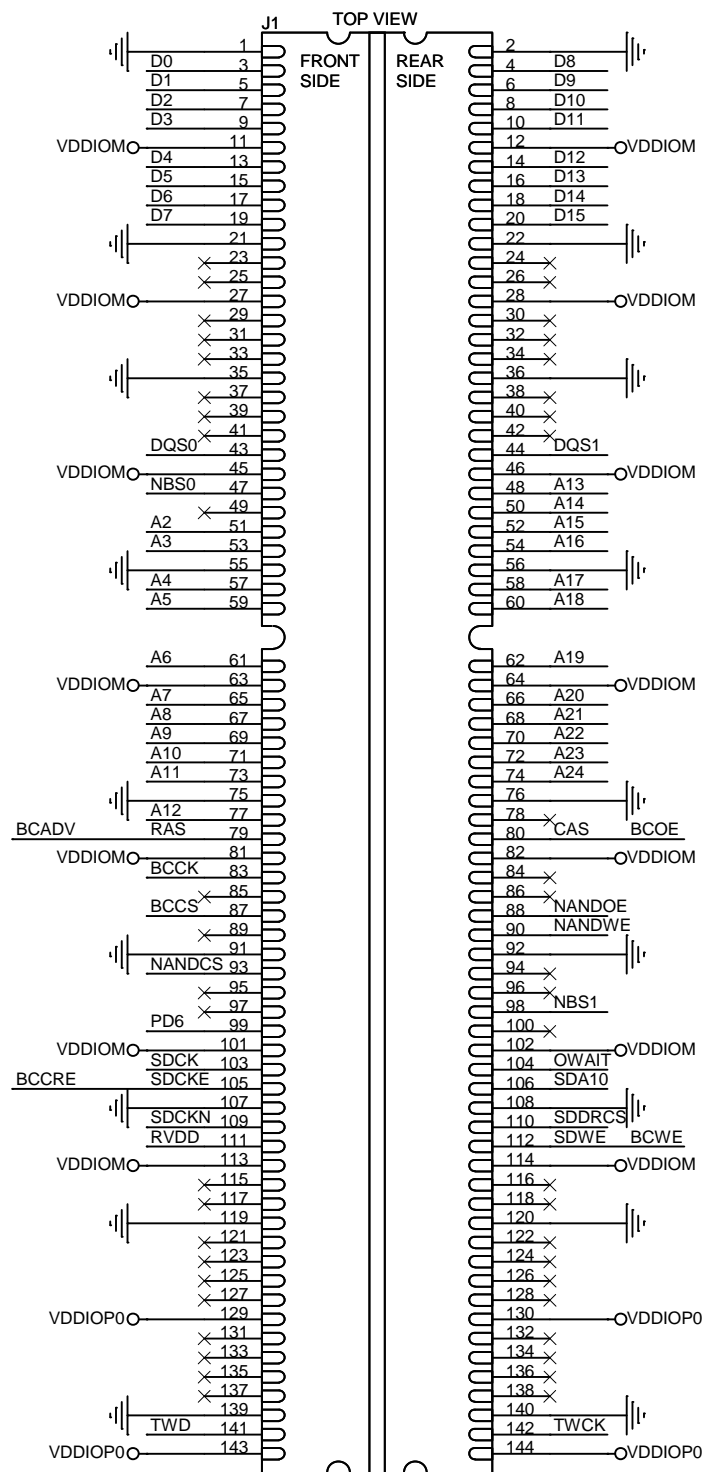 J1 TOP VIEW
FRONT SIDE REAR SIDE
1 2
D0 3 4 D8
D1 5 6 D9
D2 7 8 D10
D3 9 10 D11
VDDIOM 11 12 VDDIOM
D4 13 14 D12
D5 15 16 D13
D6 17 18 D14
D7 19 20 D15
21 22
23 24
25 26
VDDIOM 27 28 VDDIOM
29 30
31 32
33 34
35 36
37 38
39 40
41 42
DQS0 43 44 DQS1
VDDIOM 45 46 VDDIOM
NBS0 47 48 A13
49 50 A14
A2 51 52 A15
A3 53 54 A16
55 56
A4 57 58 A17
A5 59 60 A18
A6 61 62 A19
VDDIOM 63 64 VDDIOM
A7 65 66 A20
A8 67 68 A21
A9 69 70 A22
A10 71 72 A23
A11 73 74 A24
75 76
A12 77 78
BCADV RAS 79 80 CAS BCOE
VDDIOM 81 82 VDDIOM
BCCK 83 84
85 86
BCCS 87 88 NANDOE
89 90 NANDWE
91 92
NANDCS 93 94
95 96
97 98 NBS1
PD6 99 100
VDDIOM 101 102 VDDIOM
SDCK 103 104 OWAIT
BCCRE SDCKE 105 106 SDA10
107 108
SDCKN 109 110 SDDRCS
RVDD 111 112 SDWE BCWE
VDDIOM 113 114 VDDIOM
115 116
117 118
119 120
121 122
123 124
125 126
127 128
VDDIOP0 129 130 VDDIOP0
131 132
133 134
135 136
137 138
139 140
TWD 141 142 TWCK
VDDIOP0 143 144 VDDIOP0